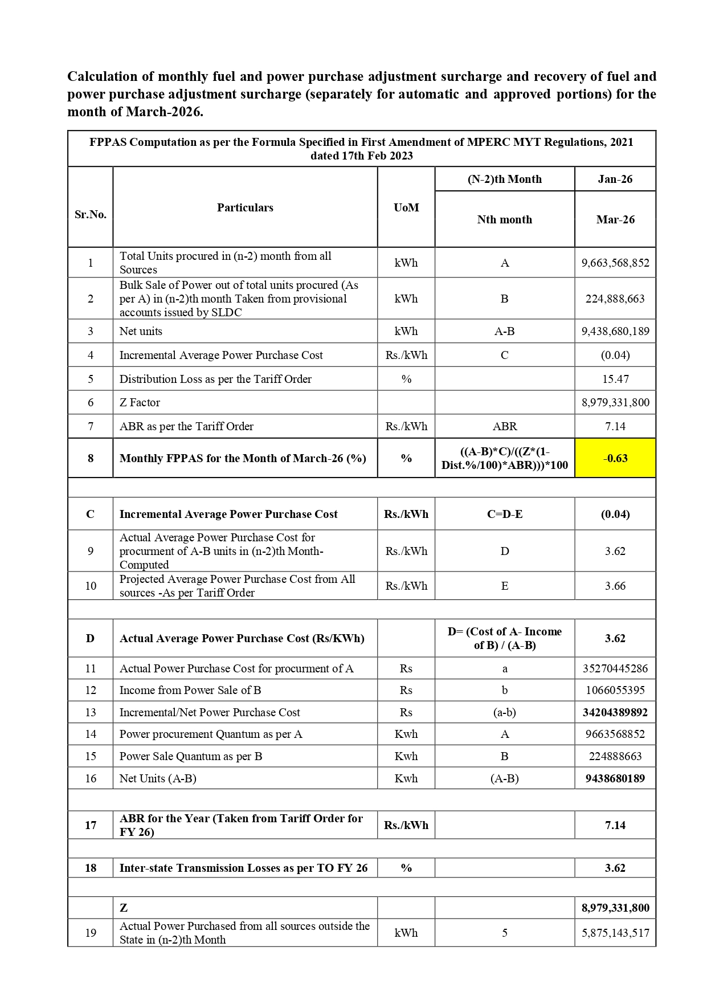 Calculation of monthly fuel and power purchase adjustment surcharge and recovery of fuel and
power purchase adjustment surcharge (separately for automatic and approved portions) for the
month of March-2026.
FPPAS Computation as per the Formula Specified in First Amendment of MPERC MYT Regulations, 2021
dated 17th Feb 2023
Sr.No.
Particulars
UoM
(N-2)th Month
Jan-26
Nth month
Mar-26
1
Total Units procured in (n-2) month from all
Sources
kWh
A
9,663,568,852
2
Bulk Sale of Power out of total units procured (As
per A) in (n-2)th month Taken from provisional
accounts issued by SLDC
kWh
B
224,888,663
3
Net units
kWh
A-B
9,438,680,189
4
Incremental Average Power Purchase Cost
Rs./kWh
C
(0.04)
5
Distribution Loss as per the Tariff Order
%
15.47
6
Z Factor
8,979,331,800
7
ABR as per the Tariff Order
Rs./kWh
ABR
7.14
8
Monthly FPPAS for the Month of March-26 (%)
%
((A-B)*C)/((Z*(1-
Dist.%/100)*ABR)))*100
-0.63
C
Incremental Average Power Purchase Cost
Rs./kWh
C=D-E
(0.04)
9
Actual Average Power Purchase Cost for
procurment of A-B units in (n-2)th Month-
Computed
Rs./kWh
D
3.62
10
Projected Average Power Purchase Cost from All
sources -As per Tariff Order
Rs./kWh
E
3.66
D
Actual Average Power Purchase Cost (Rs/KWh)
D= (Cost of A- Income
of B) / (A-B)
3.62
11
Actual Power Purchase Cost for procurment of A
Rs
a
35270445286
12
Income from Power Sale of B
Rs
b
1066055395
13
Incremental/Net Power Purchase Cost
Rs
(a-b)
34204389892
14
Power procurement Quantum as per A
Kwh
A
9663568852
15
Power Sale Quantum as per B
Kwh
B
224888663
16
Net Units (A-B)
Kwh
(A-B)
9438680189
17
ABR for the Year (Taken from Tariff Order for
FY 26)
Rs./kWh
7.14
18
Inter-state Transmission Losses as per TO FY 26
%
3.62
Z
8,979,331,800
19
Actual Power Purchased from all sources outside the
State in (n-2)th Month
kWh
5
5,875,143,517